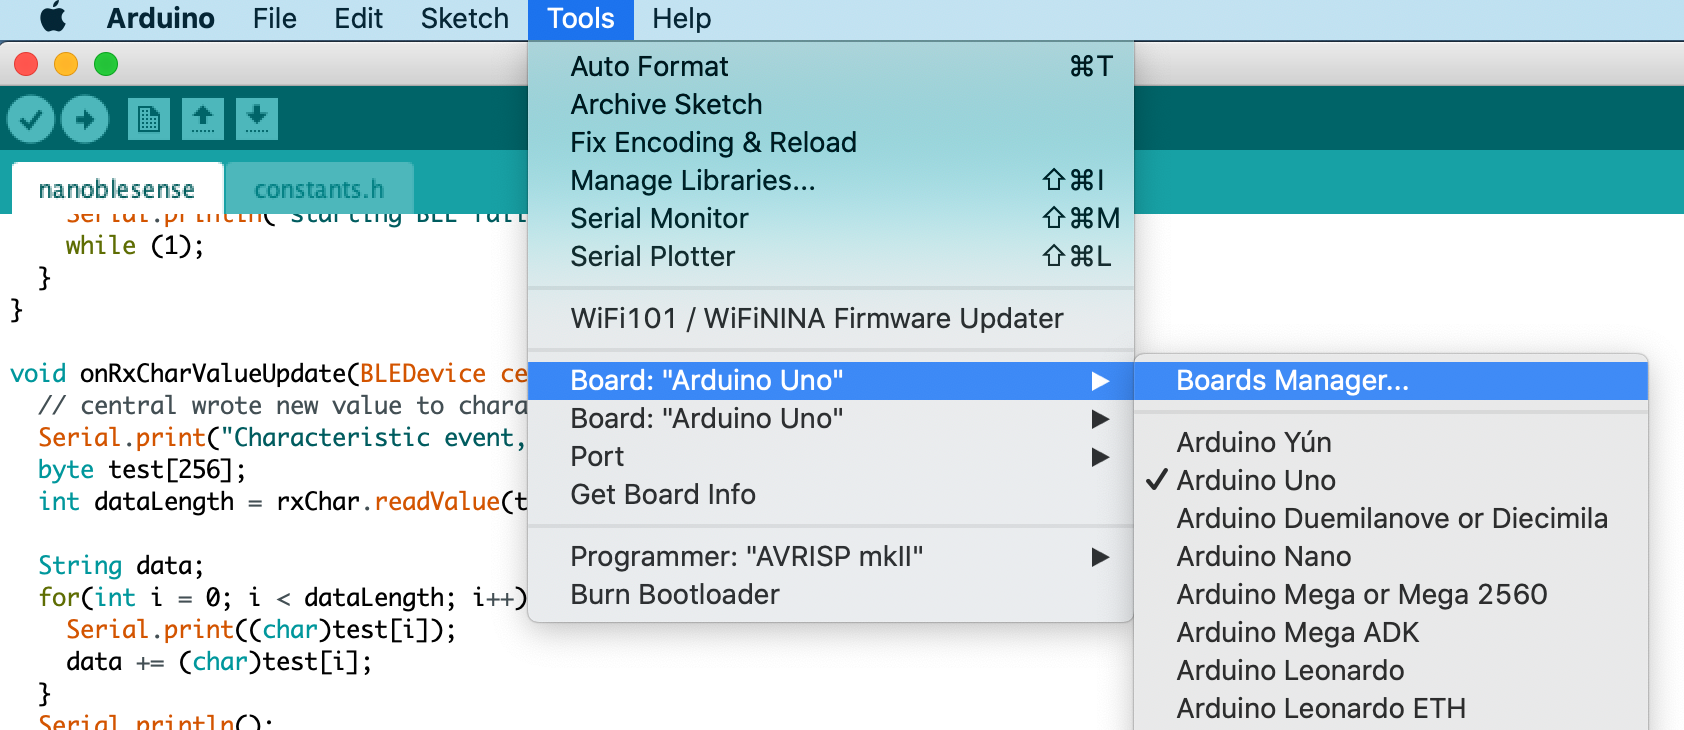 Arduino File Edit Sketch Tools Help
Auto Format ⌘T
Archive Sketch
Fix Encoding & Reload
Manage Libraries... ⇧⌘I
Serial Monitor ⇧⌘M
Serial Plotter ⇧⌘L
WiFi101 / WiFiNINA Firmware Updater
Board: "Arduino Uno" ▶
Board: "Arduino Uno" ▶
Port ▶
Get Board Info
Programmer: "AVRISP mkII" ▶
Burn Bootloader
Boards Manager...
Arduino Yún
✓ Arduino Uno
Arduino Duemilanove or Diecimila
Arduino Nano
Arduino Mega or Mega 2560
Arduino Mega ADK
Arduino Leonardo
Arduino Leonardo ETH
nanoblesense constants.h
Serial.println("starting BLE fail
while (1);
}
}
void onRxCharValueUpdate(BLEDevice ce
// central wrote new value to chara
Serial.print("Characteristic event,
byte test[256];
int dataLength = rxChar.readValue(t
String data;
for(int i = 0; i < dataLength; i++)
Serial.print((char)test[i]);
data += (char)test[i];
}
Serial.println();